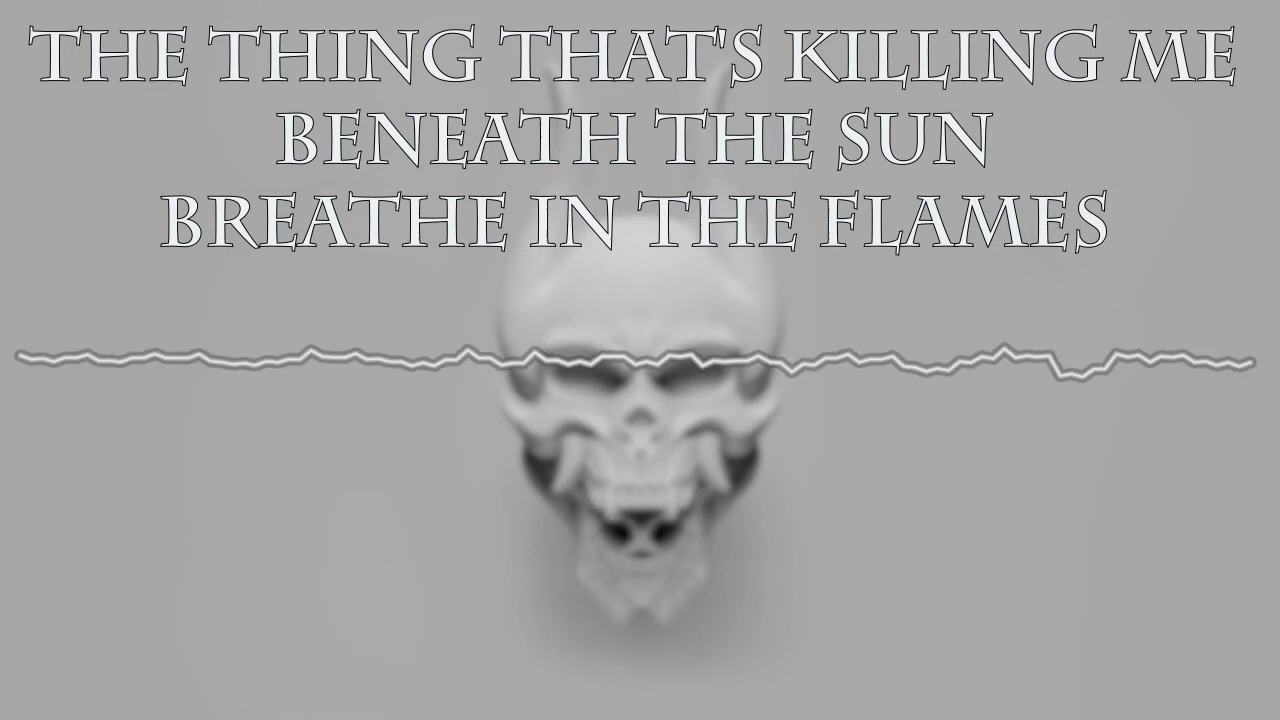 THE THING THAT'S KILLING ME
BENEATH THE SUN
BREATHE IN THE FLAMES